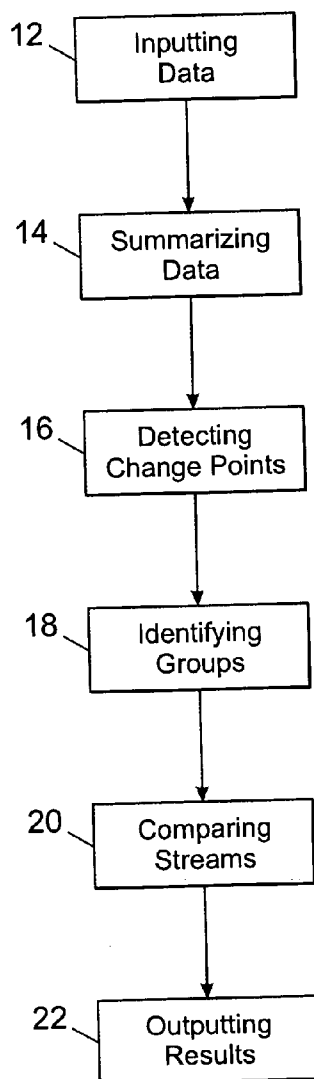 12
Inputting
Data
14
Summarizing
Data
16
Detecting
Change Points
18
Identifying
Groups
20
Comparing
Streams
22
Outputting
Results